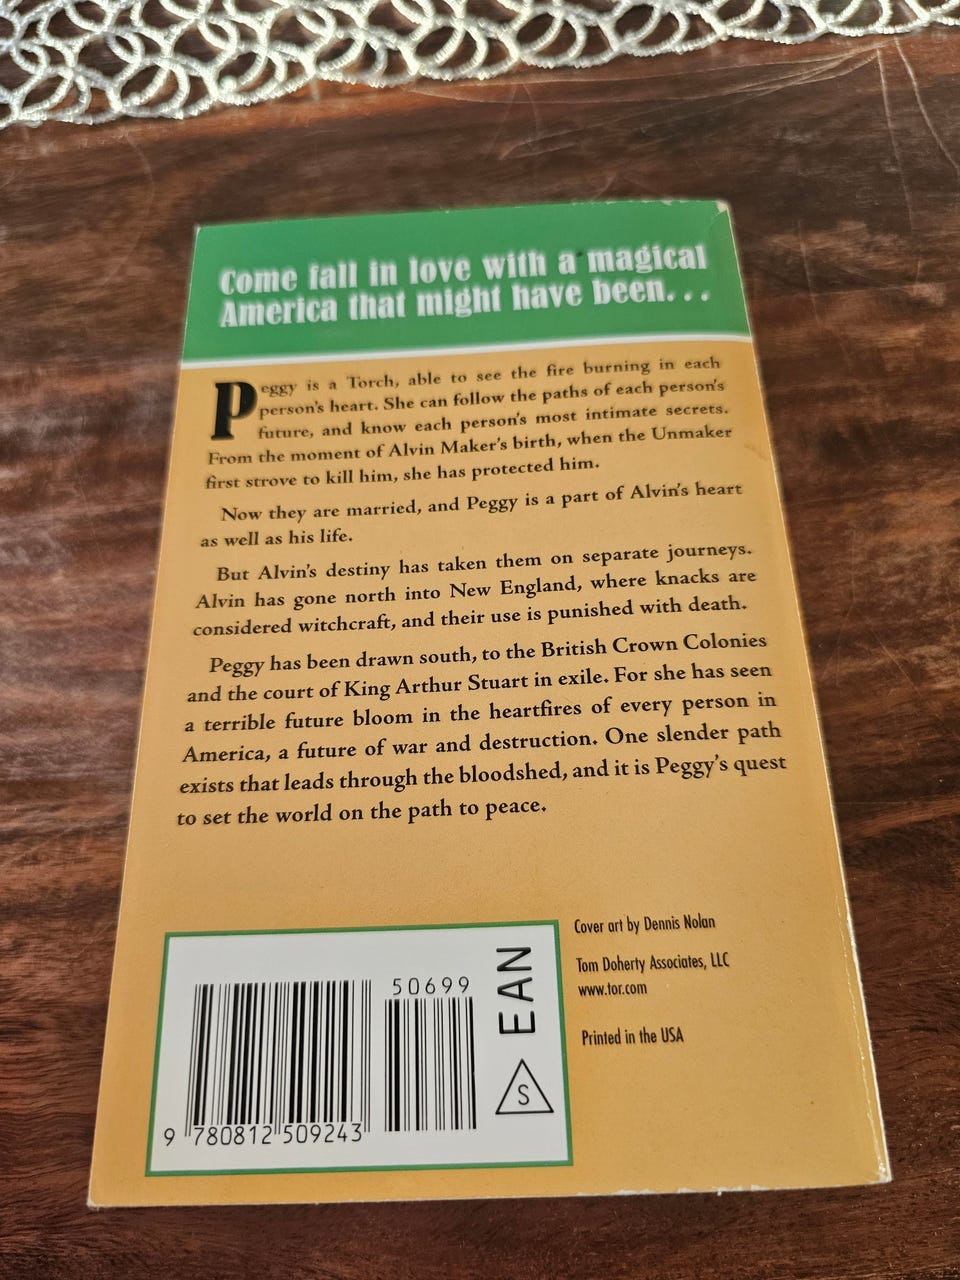 Come fall in love with a magical
America that might have been. . .
Peggy is a Torch, able to see the fire burning in each
person's heart. She can follow the paths of each person's
future, and know each person's most intimate secrets.
From the moment of Alvin Maker's birth, when the Unmaker
first strove to kill him, she has protected him.
Now they are married, and Peggy is a part of Alvin's heart
as well as his life.
But Alvin's destiny has taken them on separate journeys.
Alvin has gone north into New England, where knacks are
considered witchcraft, and their use is punished with death.
Peggy has been drawn south, to the British Crown Colonies
and the court of King Arthur Stuart in exile. For she has seen
a terrible future bloom in the heartfires of every person in
America, a future of war and destruction. One slender path
exists that leads through the bloodshed, and it is Peggy's quest
to set the world on the path to peace.
Cover art by Dennis Nolan
Tom Doherty Associates, LLC
www.tor.com
Printed in the USA
50699
EAN
S
9 780812 509243